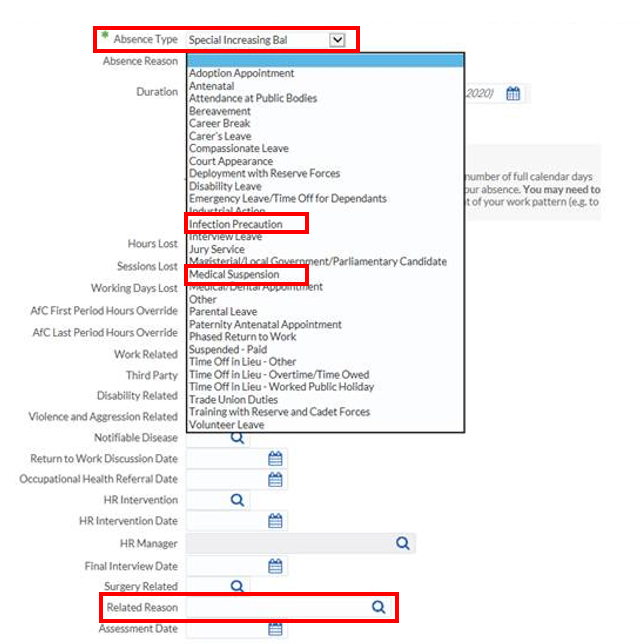 * Absence Type Special Increasing Bal
Absence Reason
Adoption Appointment
Antenatal
Duration
Attendance at Public Bodies
2020)
Bereavement
Career Break
Carer's Leave
Compassionate Leave
Court Appearance
Deployment with Reserve Forces
number of full calendar days
Disability Leave
our absence. You may need to
Emergency Leave/Time Off for Dependants
t of your work pattern (e.g. to
Industrial Action
Infection Precaution
Interview Leave
Hours Lost
Jury Service
Magisterial/Local Government/Parliamentary Candidate
Sessions Lost
Medical Suspension
Working Days Lost
Medical/Dental Appointment
Other
AfC First Period Hours Override
Parental Leave
Paternity Antenatal Appointment
AfC Last Period Hours Override
Phased Return to Work
Work Related
Suspended - Paid
Time Off in Lieu - Other
Third Party
Time Off in Lieu - Overtime/Time Owed
Time Off in Lieu - Worked Public Holiday
Disability Related
Trade Union Duties
Violence and Aggression Related
Training with Reserve and Cadet Forces
Volunteer Leave
Notifiable Disease
Return to Work Discussion Date
Occupational Health Referral Date
HR Intervention
HR Intervention Date
HR Manager
Final Interview Date
Surgery Related
Related Reason
Assessment Date